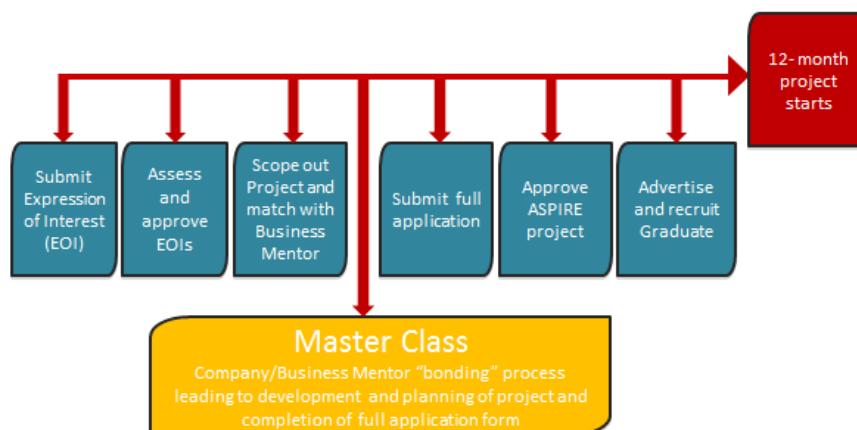 12- month
project
starts
Submit
Expression
of Interest
(EOI)
Assess
and
approve
EOIs
Scope out
Project and
match with
Business
Mentor
Submit full
application
Approve
ASPIRE
project
Advertise
and recruit
Graduate
Master Class
Company/Business Mentor “bonding” process
leading to development and planning of project and
completion of full application form